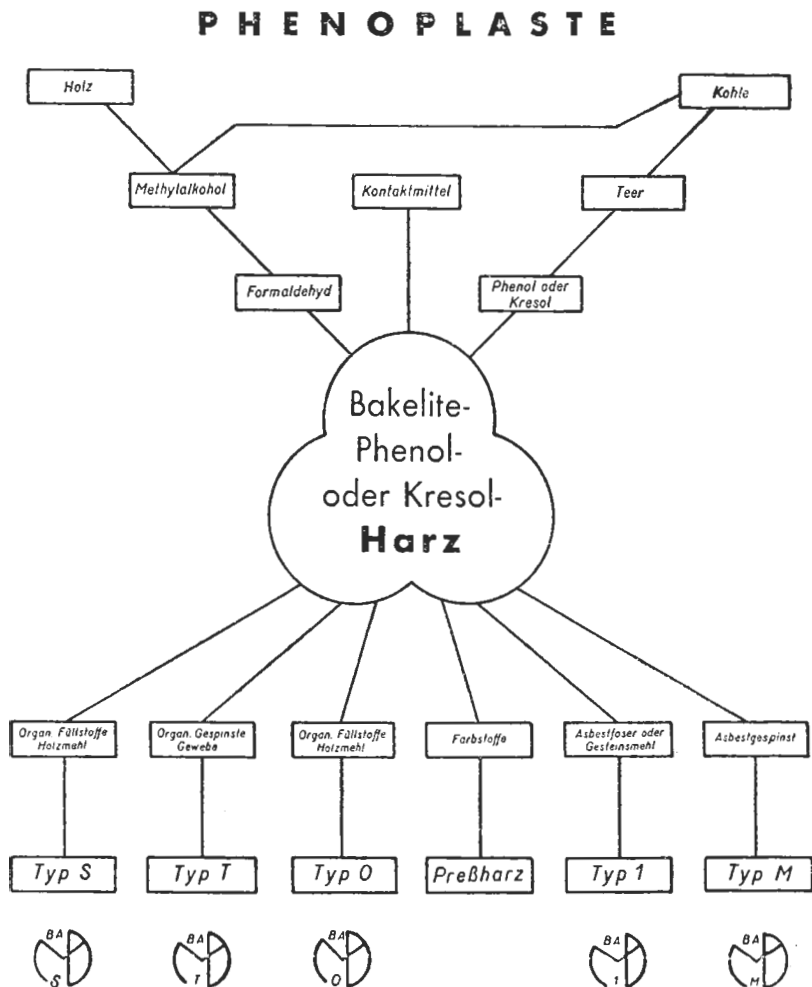 PHENOPLASTE
Holz
Kohle
Methylalkohol
Kontaktmittel
Teer
Formaldehyd
Phenol oder
Kresol
Bakelite-
Phenol-
oder Kresol-
Harz
Organ. Füllstoffe
Holzmehl
Organ. Gespinste
Gewebe
Organ. Füllstoffe
Holzmehl
Farbstoffe
Asbestfaser oder
Gesteinsmehl
Asbestgespinst
Typ S
Typ T
Typ O
Preßharz
Typ 1
Typ M
BA
S
BA
T
BA
O
BA
1
BA
M